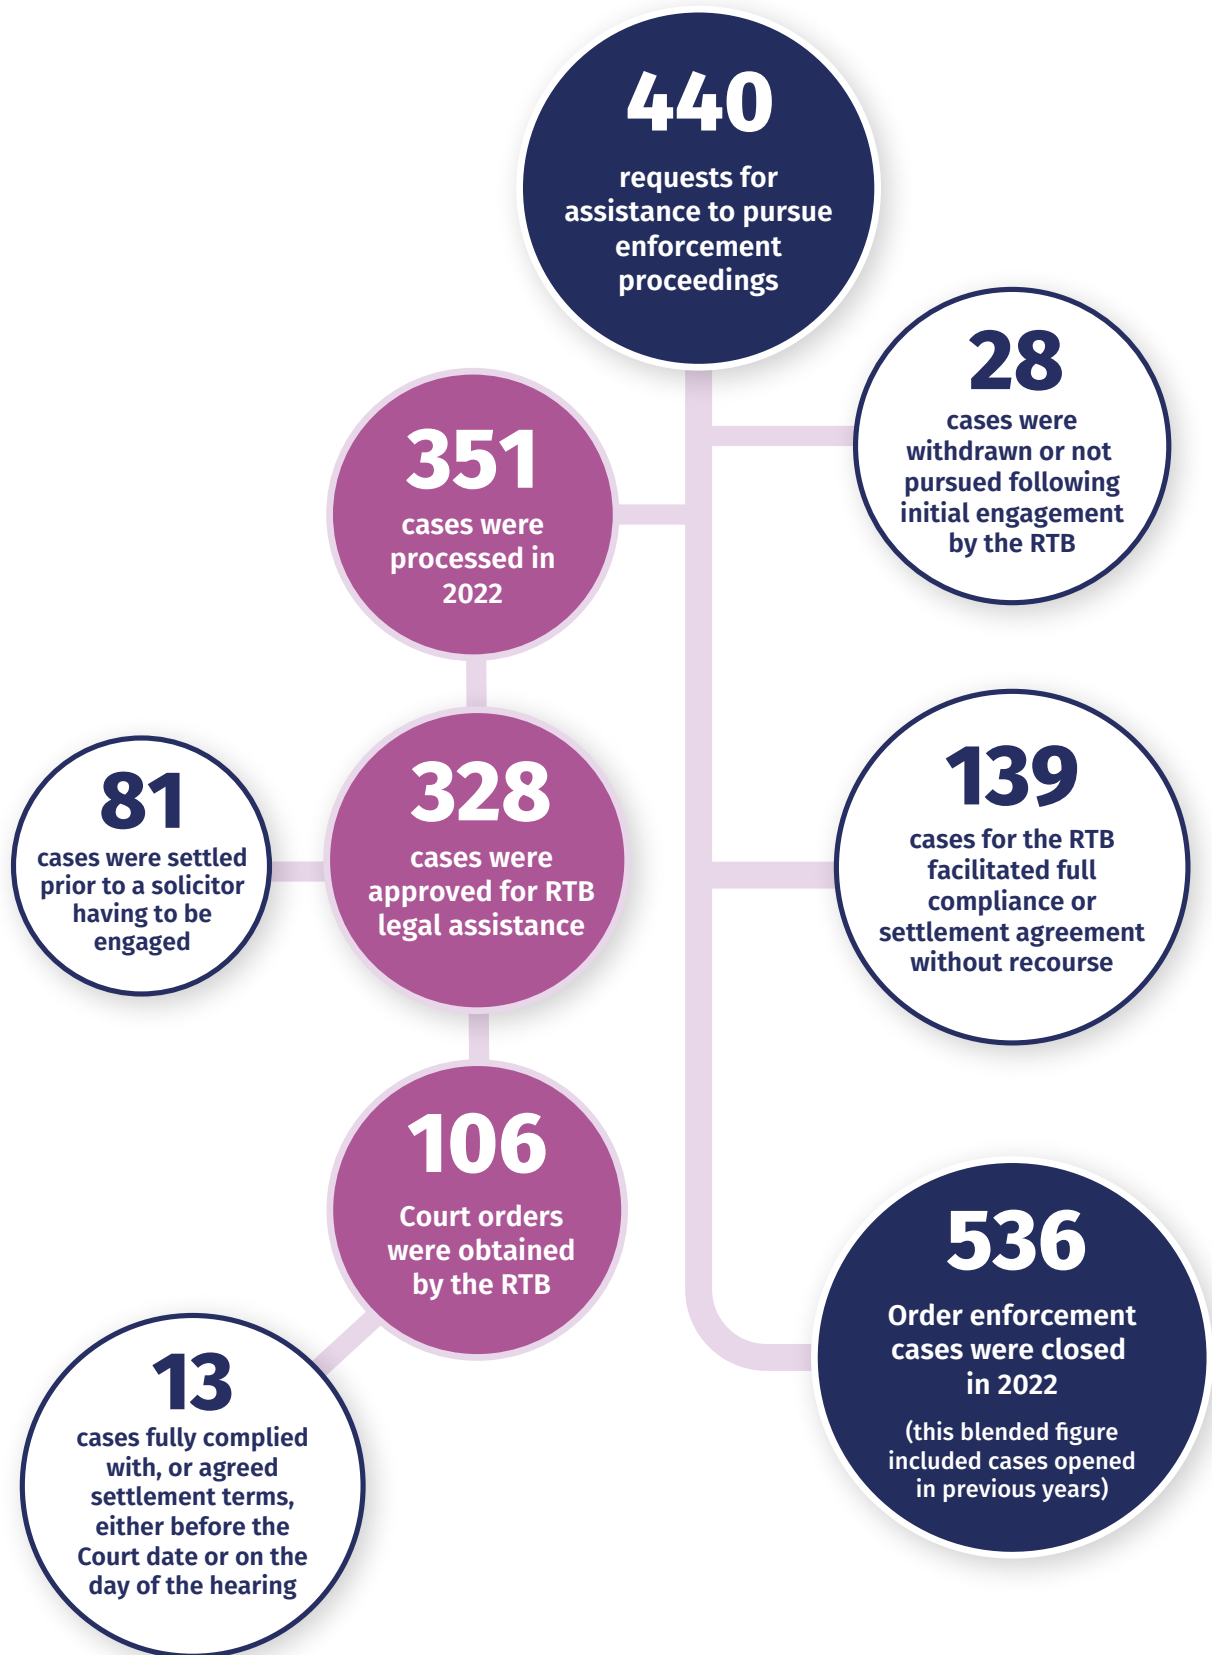 440
requests for
assistance to pursue
enforcement
proceedings
28
cases were
withdrawn or not
pursued following
initial engagement
by the RTB
351
cases were
processed in
2022
139
cases for the RTB
facilitated full
compliance or
settlement agreement
without recourse
328
cases were
approved for RTB
legal assistance
81
cases were settled
prior to a solicitor
having to be
engaged
106
Court orders
were obtained
by the RTB
536
Order enforcement
cases were closed
in 2022
(this blended figure
included cases opened
in previous years)
13
cases fully complied
with, or agreed
settlement terms,
either before the
Court date or on the
day of the hearing